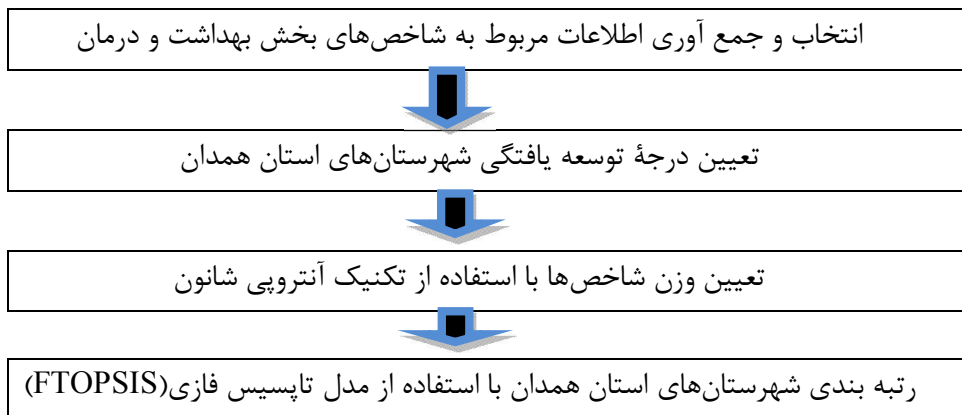 انتخاب و جمع آوری اطلاعات مربوط به شاخص‌های بخش بهداشت و درمان
تعیین درجۀ توسعه یافتگی شهرستان‌های استان همدان
تعیین وزن شاخص‌ها با استفاده از تکنیک آنتروپی شانون
رتبه بندی شهرستان‌های استان همدان با استفاده از مدل تاپسیس فازی(FTOPSIS)